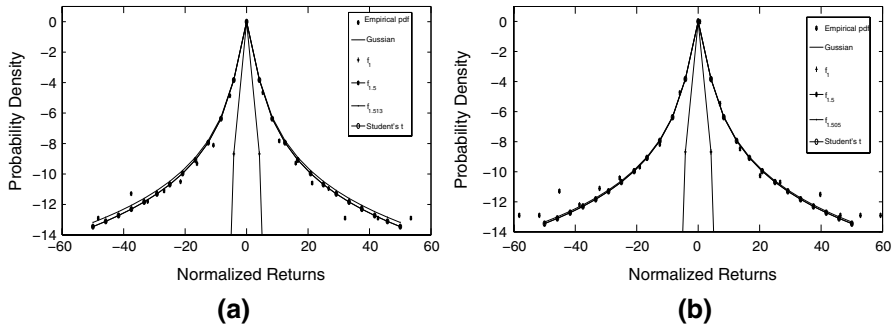 Probability Density
0
−2
−4
−6
−8
−10
−12
−14
−60
−40
−20
0
20
40
60
Normalized Returns
Empirical pdf
Gussian
f1
f1.5
f1.513
Student's t
(a)
Probability Density
0
−2
−4
−6
−8
−10
−12
−14
−60
−40
−20
0
20
40
60
Normalized Returns
Empirical pdf
Gussian
f1
f1.5
f1.505
Student's t
(b)